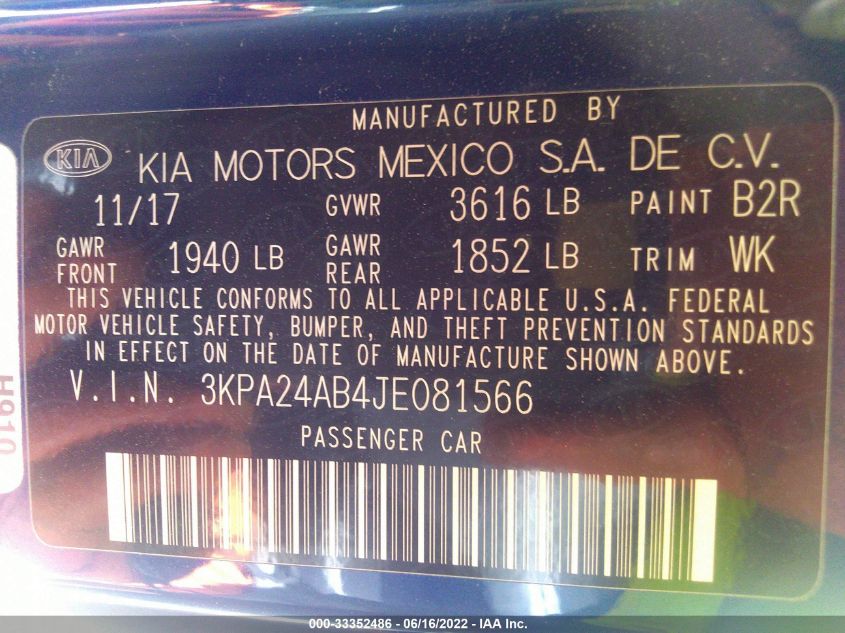 MANUFACTURED BY
KIA KIA MOTORS MEXICO S.A. DE C.V.
11/17 GVWR 3616 LB PAINT B2R
GAWR FRONT 1940 LB GAWR REAR 1852 LB TRIM WK
THIS VEHICLE CONFORMS TO ALL APPLICABLE U.S.A. FEDERAL
MOTOR VEHICLE SAFETY, BUMPER, AND THEFT PREVENTION STANDARDS
IN EFFECT ON THE DATE OF MANUFACTURE SHOWN ABOVE.
V.I.N. 3KPA24AB4JE081566
PASSENGER CAR
H910
000-33352486 - 06/16/2022 - IAA Inc.